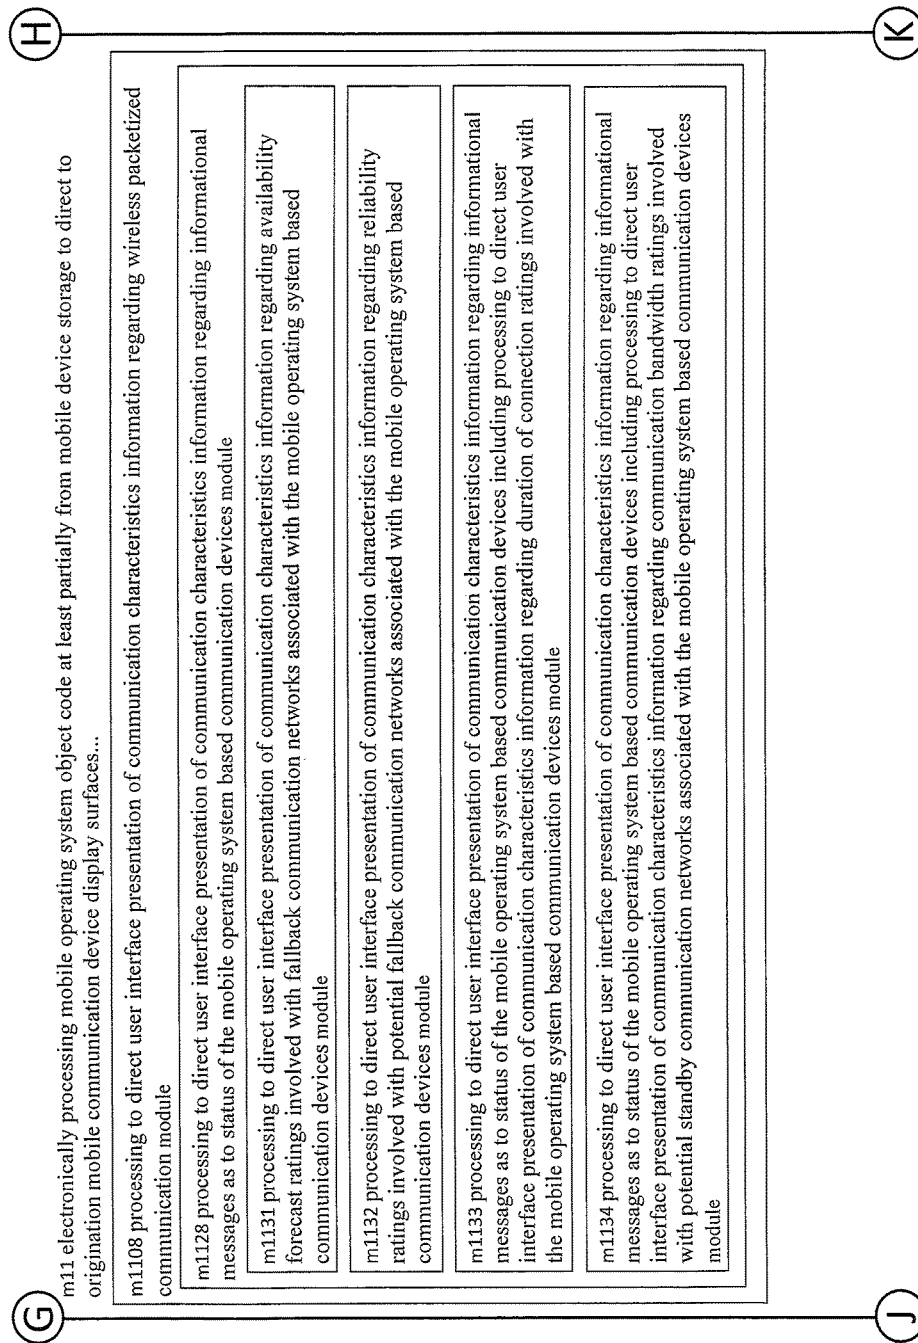 G
H
m11 electronically processing mobile operating system object code at least partially from mobile device storage to direct to
origination mobile communication device display surfaces...
m1108 processing to direct user interface presentation of communication characteristics information regarding wireless packetized
communication module
m1128 processing to direct user interface presentation of communication characteristics information regarding informational
messages as to status of the mobile operating system based communication devices module
m1131 processing to direct user interface presentation of communication characteristics information regarding availability
forecast ratings involved with fallback communication networks associated with the mobile operating system based
communication devices module
m1132 processing to direct user interface presentation of communication characteristics information regarding reliability
ratings involved with potential fallback communication networks associated with the mobile operating system based
communication devices module
m1133 processing to direct user interface presentation of communication characteristics information regarding informational
messages as to status of the mobile operating system based communication devices including processing to direct user
interface presentation of communication characteristics information regarding duration of connection ratings involved with
the mobile operating system based communication devices module
m1134 processing to direct user interface presentation of communication characteristics information regarding informational
messages as to status of the mobile operating system based communication devices including processing to direct user
interface presentation of communication characteristics information regarding communication bandwidth ratings involved
with potential standby communication networks associated with the mobile operating system based communication devices
module
J
K